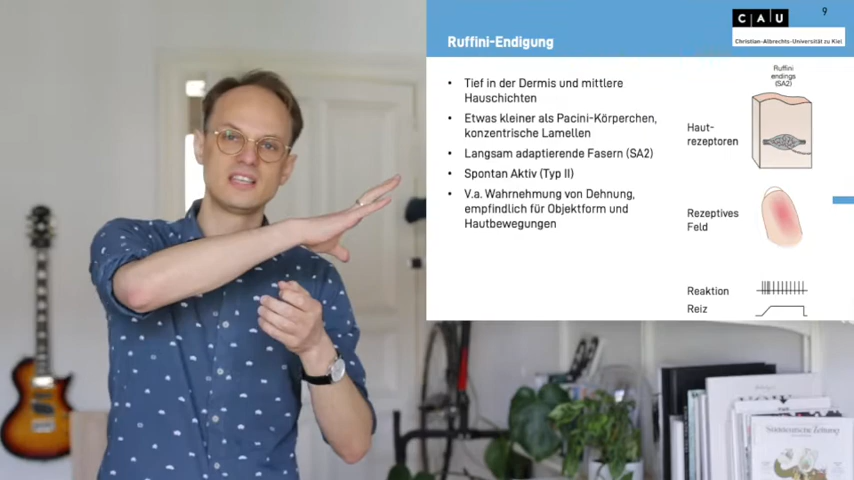 9
C A U
Christian-Albrechts-Universität zu Kiel
Ruffini-Endigung
• Tief in der Dermis und mittlere
Hauschichten
• Etwas kleiner als Pacini-Körperchen,
konzentrische Lamellen
• Langsam adaptierende Fasern (SA2)
• Spontan Aktiv (Typ II)
• V.a. Wahrnehmung von Dehnung,
empfindlich für Objektform und
Hautbewegungen
Ruffini
endings
(SA2)
Haut-
rezeptoren
Rezeptives
Feld
Reaktion
Reiz
Süddeutsche Zeitung